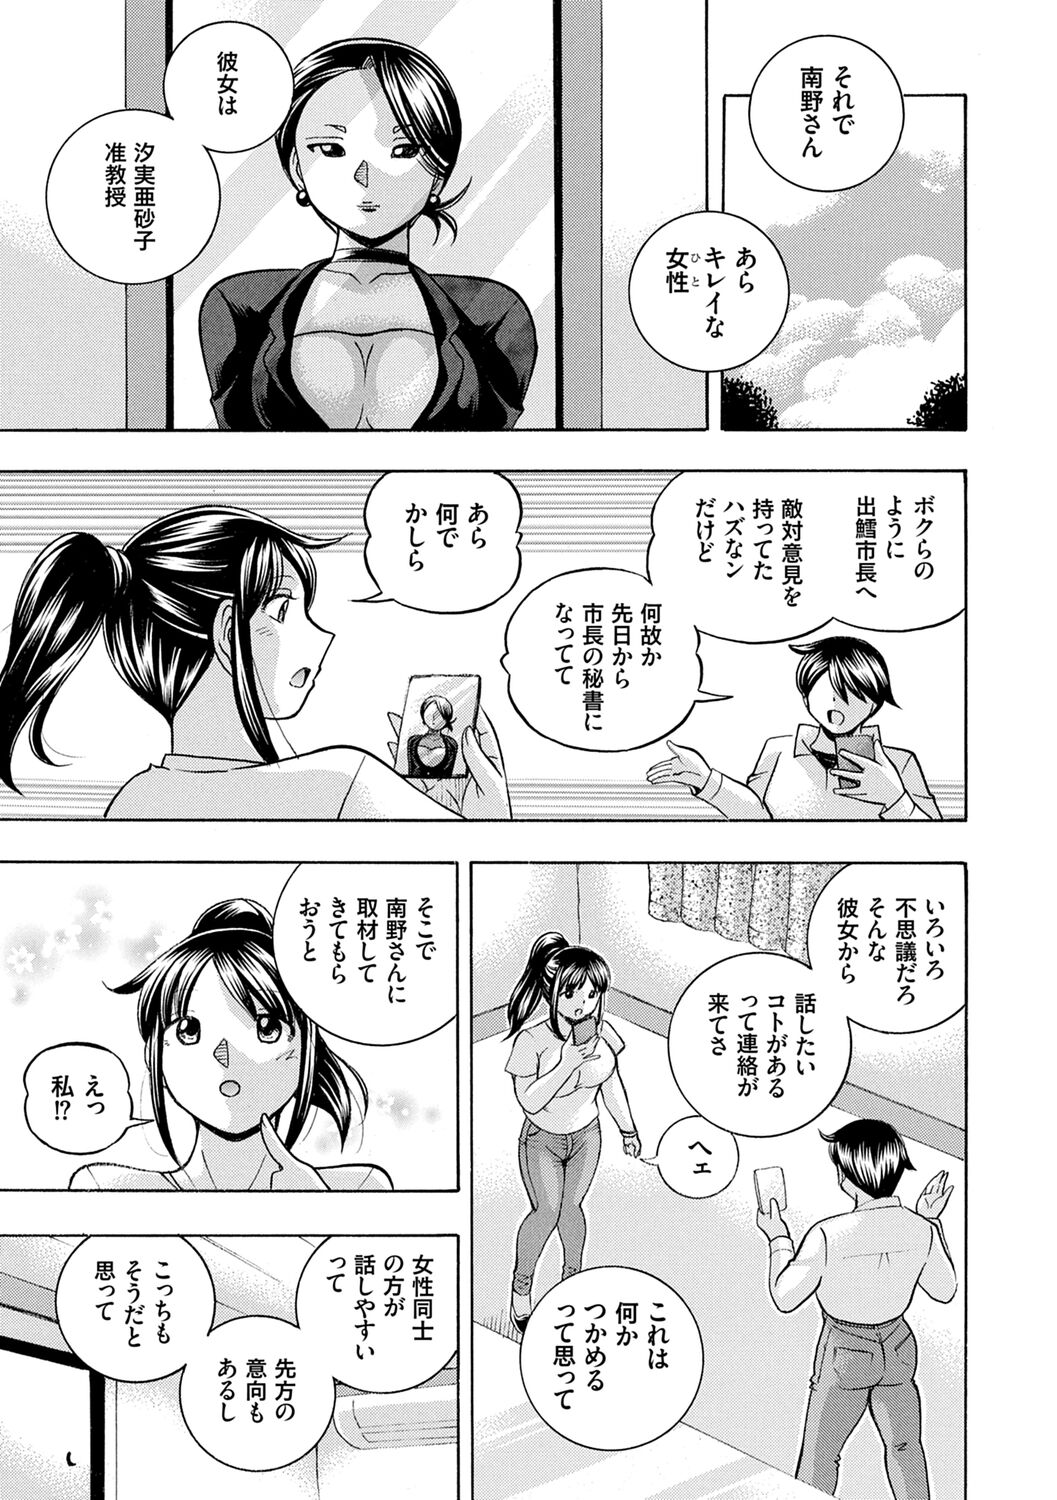 それで
南野さん
あら
キレイな
女性
ひと
彼女は
汐実亜砂子
准教授
ボクらの
ように
出鱈市長へ
敵対意見を
持ってた
ハズなン
だけど
何故か
先日から
市長の秘書に
なってて
あら
何で
かしら
いろいろ
不思議だろ
そんな
彼女から
話したい
コトがある
って連絡が
来てさ
ヘェ
これは
何か
つかめる
って思って
そこで
南野さんに
取材して
きてもら
おうと
えっ
私!?
女性同士
の方が
話しやすい
って
先方の
意向も
あるし
こっちも
そうだと
思って